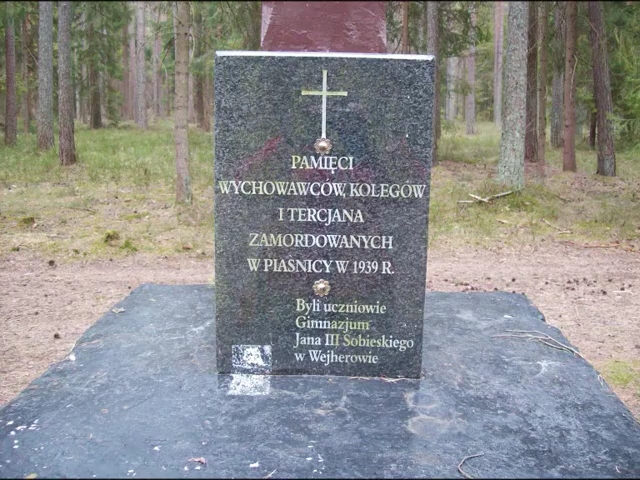 PAMIĘCI
WYCHOWAWCÓW, KOLEGÓW
I TERCJANA
ZAMORDOWANYCH
W PIAŚNICY W 1939 R.
Byli uczniowie
Gimnazjum
Jana III Sobieskiego
w Wejherowie